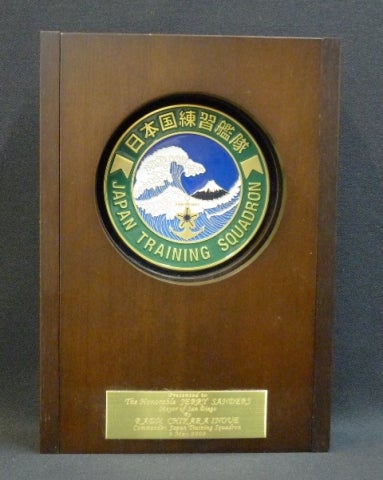 日本国練習艦隊
JAPAN TRAINING SQUADRON
Presented to
The Honorable JERRY SANDERS
Mayor of San Diego
By
RADM CHIKARA INOUE
Commander, Japan Training Squadron